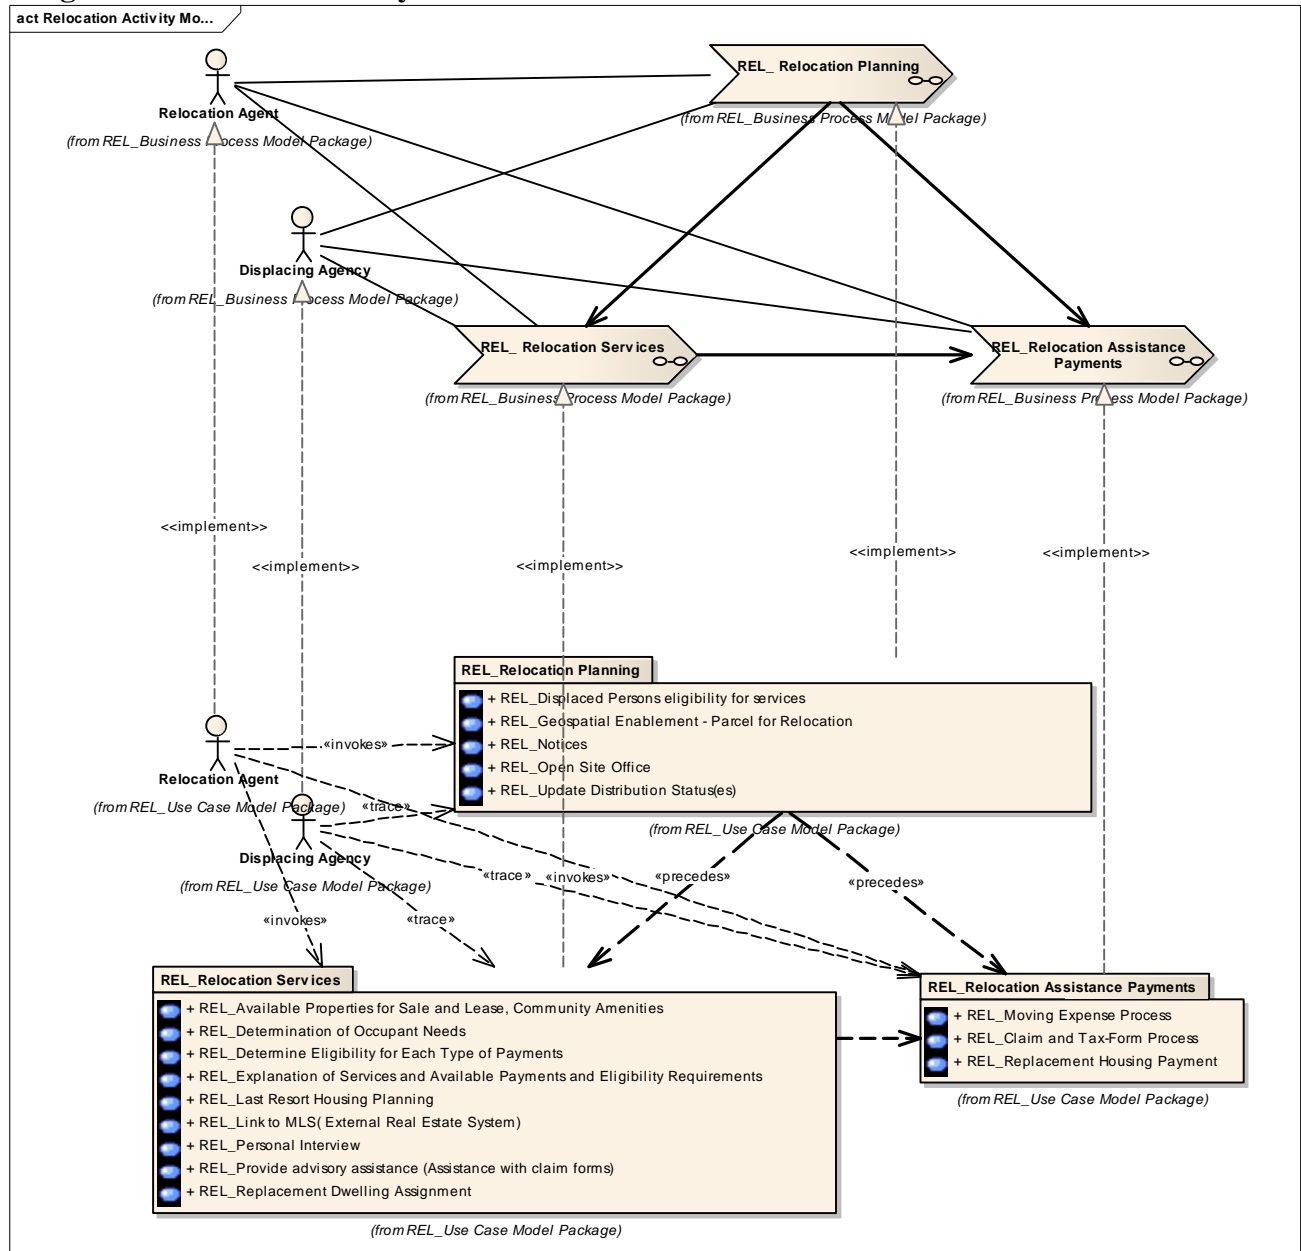 act Relocation Activity Mo...
REL_ Relocation Planning
Relocation Agent
(from REL_Business Process Model Package)
(from REL_Business Process Model Package)
Displacing Agency
(from REL_Business Process Model Package)
REL_ Relocation Services
REL_Relocation Assistance
Payments
(from REL_Business Process Model Package)
(from REL_Business Process Model Package)
<<implement>>
<<implement>>
<<implement>>
<<implement>>
<<implement>>
REL_Relocation Planning
+ REL_Displaced Persons eligibility for services
+ REL_Geospatial Enablement - Parcel for Relocation
+ REL_Notices
+ REL_Open Site Office
+ REL_Update Distribution Status(es)
(from REL_Use Case Model Package)
«invokes»
Relocation Agent
(from REL_Use Case Model Package)
«trace»
Displacing Agency
(from REL_Use Case Model Package)
«trace»
«invokes»
«precedes»
«precedes»
«invokes»
«trace»
REL_Relocation Services
+ REL_Available Properties for Sale and Lease, Community Amenities
+ REL_Determination of Occupant Needs
+ REL_Determine Eligibility for Each Type of Payments
+ REL_Explanation of Services and Available Payments and Eligibility Requirements
+ REL_Last Resort Housing Planning
+ REL_Link to MLS( External Real Estate System)
+ REL_Personal Interview
+ REL_Provide advisory assistance (Assistance with claim forms)
+ REL_Replacement Dwelling Assignment
(from REL_Use Case Model Package)
REL_Relocation Assistance Payments
+ REL_Moving Expense Process
+ REL_Claim and Tax-Form Process
+ REL_Replacement Housing Payment
(from REL_Use Case Model Package)